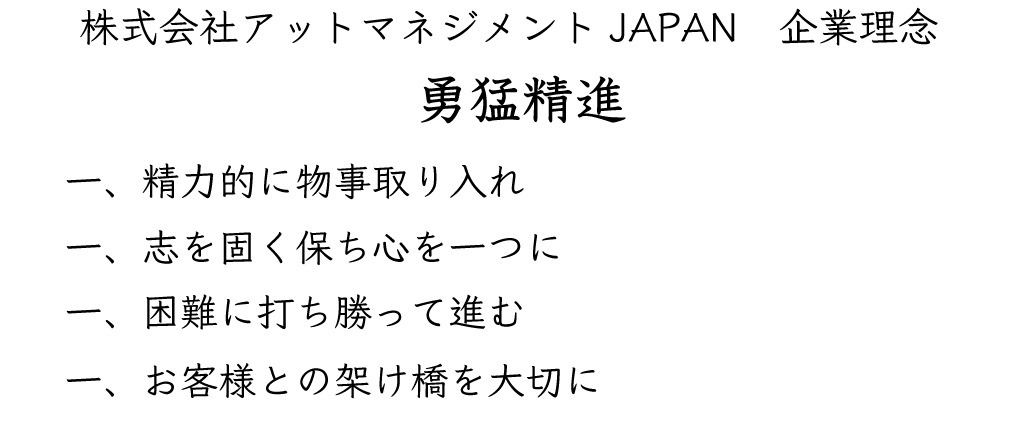 株式会社アットマネジメント JAPAN　企業理念
勇猛精進
一、精力的に物事取り入れ
一、志を固く保ち心を一つに
一、困難に打ち勝って進む
一、お客様との架け橋を大切に